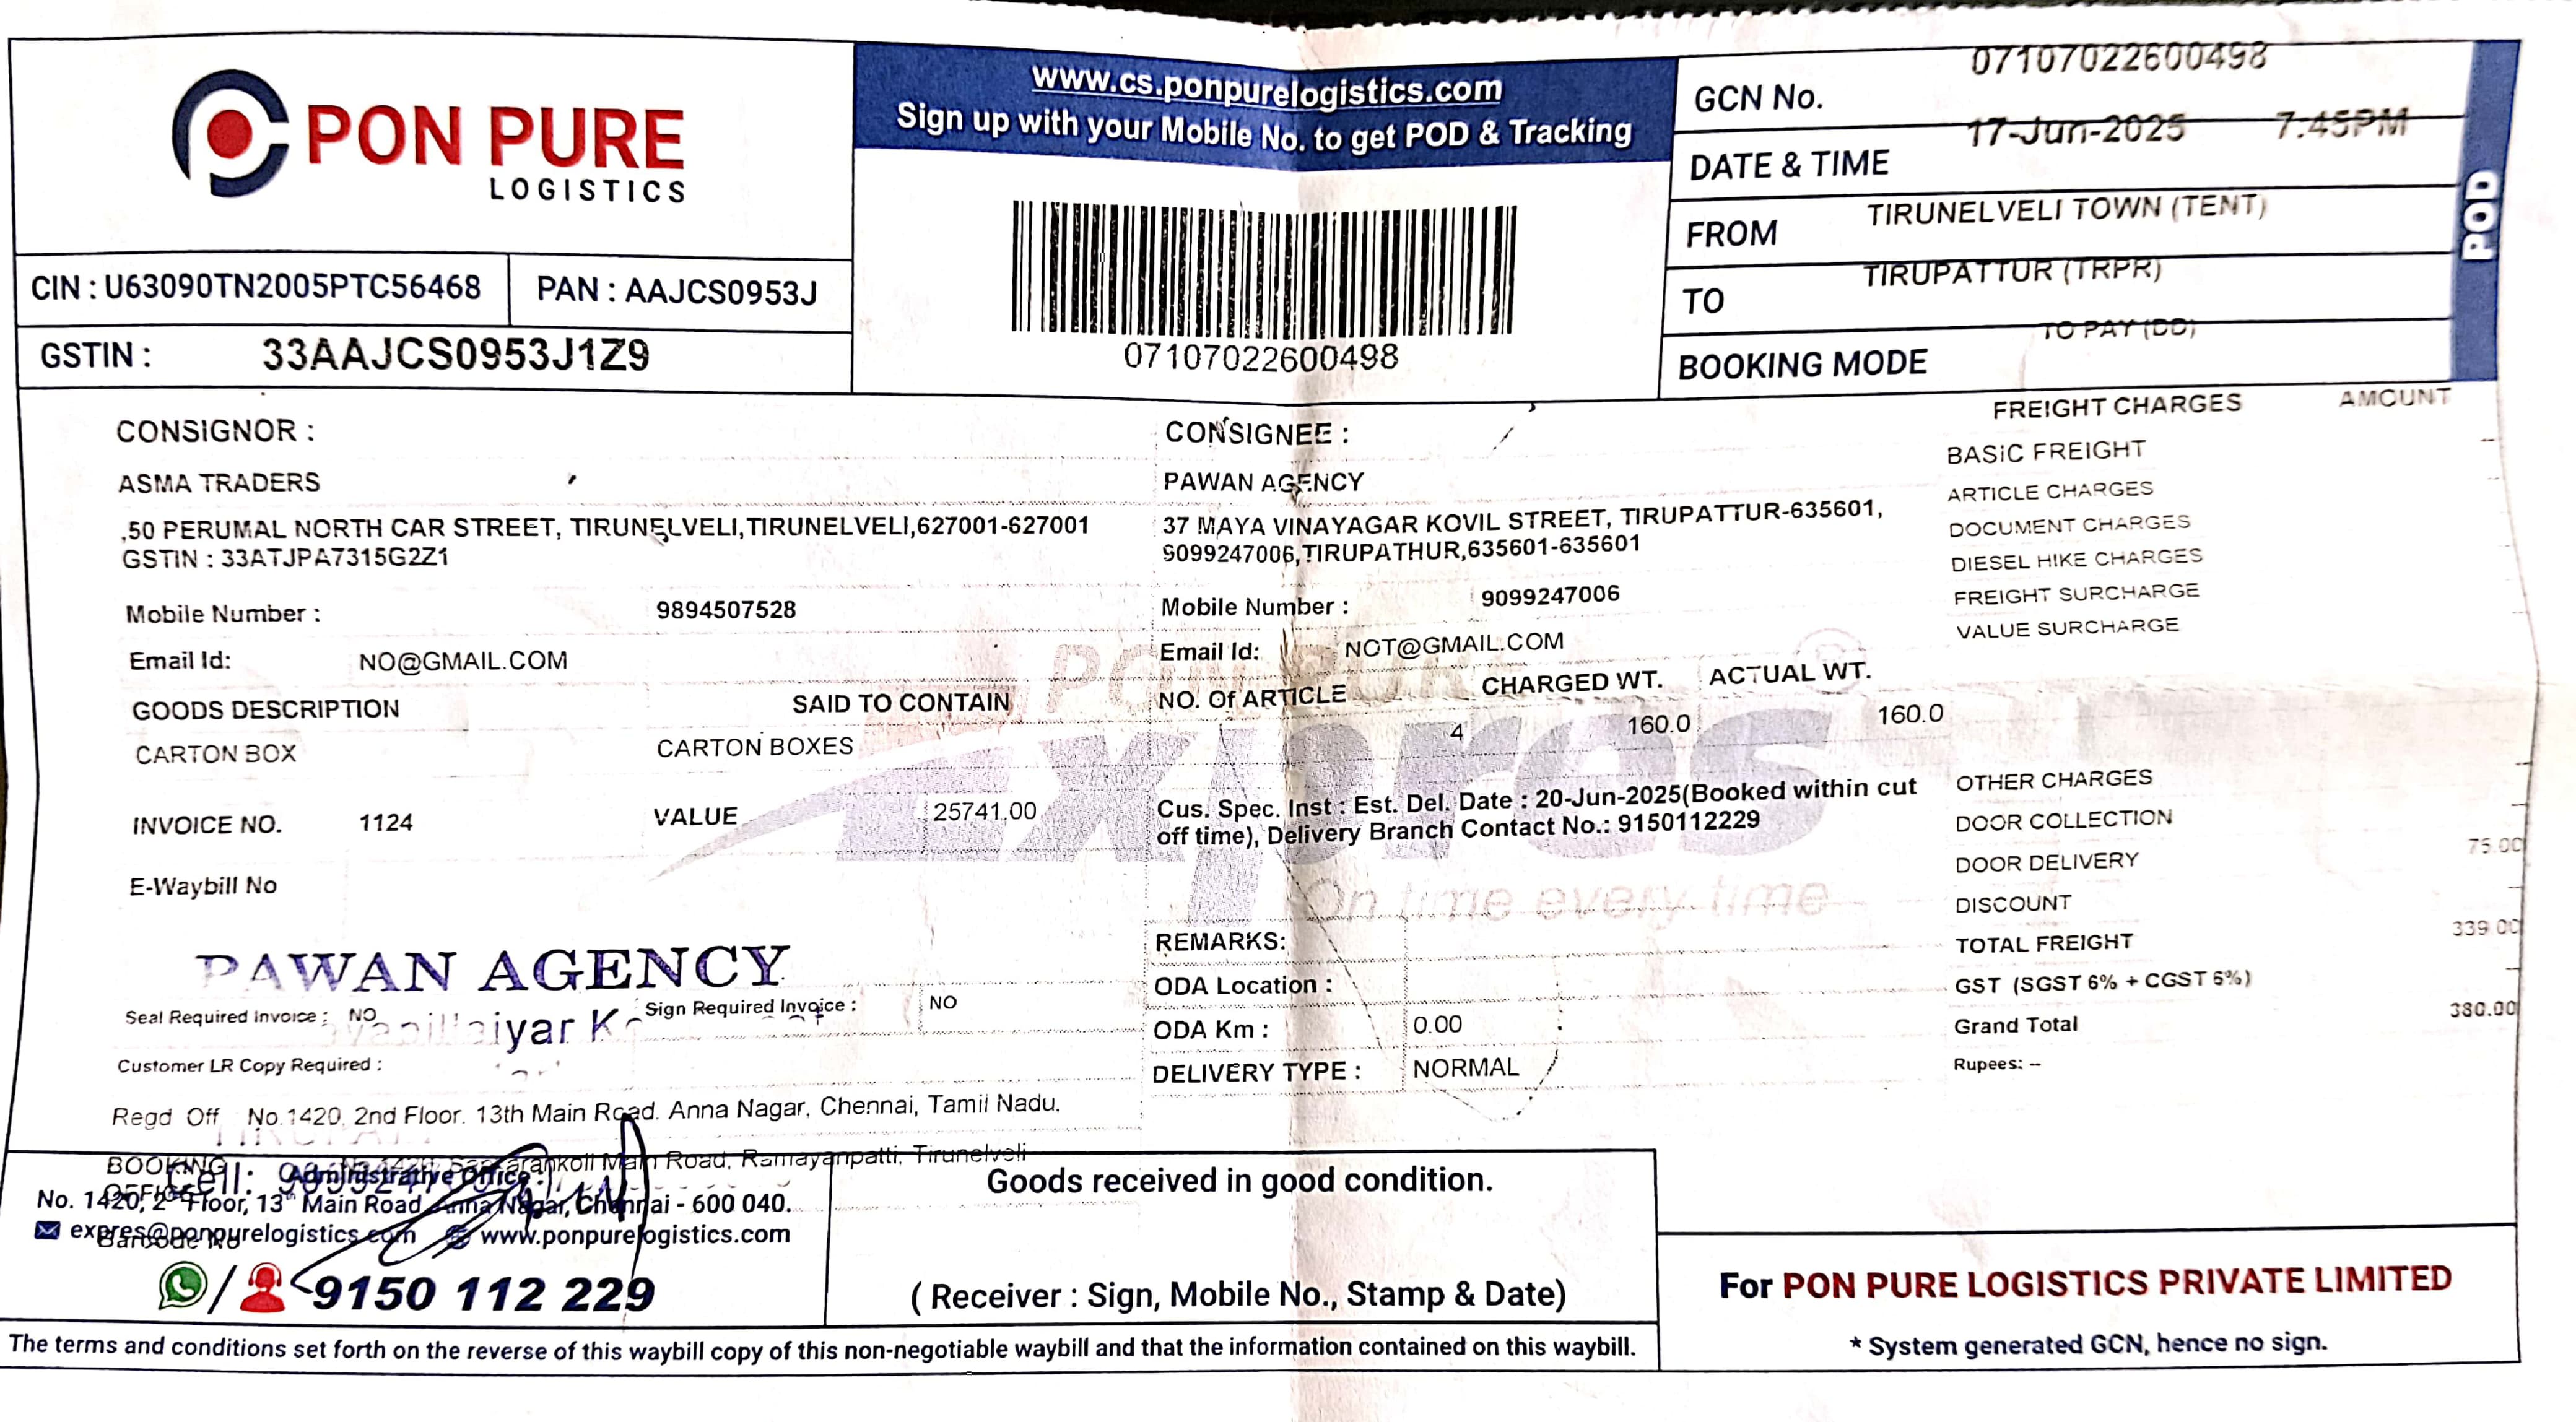 PON PURE
LOGISTICS
CIN : U63090TN2005PTC56468
PAN : AAJCS0953J
GSTIN : 33AAJCS0953J1Z9
www.cs.ponpurelogistics.com
Sign up with your Mobile No. to get POD & Tracking
07107022600498
GCN No. 07107022600498
DATE & TIME 17-Jun-2025 7:45PM
FROM TIRUNELVELI TOWN (TENT)
TO TIRUPATTUR (TRPR)
BOOKING MODE TO PAY (DD)
POD
CONSIGNOR :
ASMA TRADERS
,50 PERUMAL NORTH CAR STREET, TIRUNELVELI,TIRUNELVELI,627001-627001
GSTIN : 33ATJPA7315G2Z1
Mobile Number : 9894507528
Email Id: NO@GMAIL.COM
CONSIGNEE :
PAWAN AGENCY
37 MAYA VINAYAGAR KOVIL STREET, TIRUPATTUR-635601,
9099247006,TIRUPATHUR,635601-635601
Mobile Number : 9099247006
Email Id: NOT@GMAIL.COM
FREIGHT CHARGES AMOUNT
BASIC FREIGHT --
ARTICLE CHARGES
DOCUMENT CHARGES
DIESEL HIKE CHARGES
FREIGHT SURCHARGE
VALUE SURCHARGE
GOODS DESCRIPTION SAID TO CONTAIN NO. Of ARTICLE CHARGED WT. ACTUAL WT.
CARTON BOX CARTON BOXES 4 160.0 160.0
INVOICE NO. 1124 VALUE 25741.00
Cus. Spec. Inst : Est. Del. Date : 20-Jun-2025(Booked within cut
off time), Delivery Branch Contact No.: 9150112229
E-Waybill No
Expres
On time every time
OTHER CHARGES
DOOR COLLECTION
DOOR DELIVERY 75.00
DISCOUNT
TOTAL FREIGHT 339.00
GST (SGST 6% + CGST 6%)
Grand Total 380.00
Rupees: --
PAWAN AGENCY
Seal Required Invoice : NO
Sign Required Invoice : NO
Customer LR Copy Required :
REMARKS:
ODA Location :
ODA Km : 0.00
DELIVERY TYPE : NORMAL
Regd Off No.1420, 2nd Floor. 13th Main Road. Anna Nagar, Chennai, Tamil Nadu.
BOOKING Main Road, Ramayanpatti, Tirunelveli
Cell:
Administrative Office :
No. 1420, 2nd Floor, 13th Main Road Anna Nagar, Chennai - 600 040.
expres@ponpurelogistics.com www.ponpurelogistics.com
Barcode No
9150 112 229
Goods received in good condition.
( Receiver : Sign, Mobile No., Stamp & Date)
For PON PURE LOGISTICS PRIVATE LIMITED
* System generated GCN, hence no sign.
The terms and conditions set forth on the reverse of this waybill copy of this non-negotiable waybill and that the information contained on this waybill.